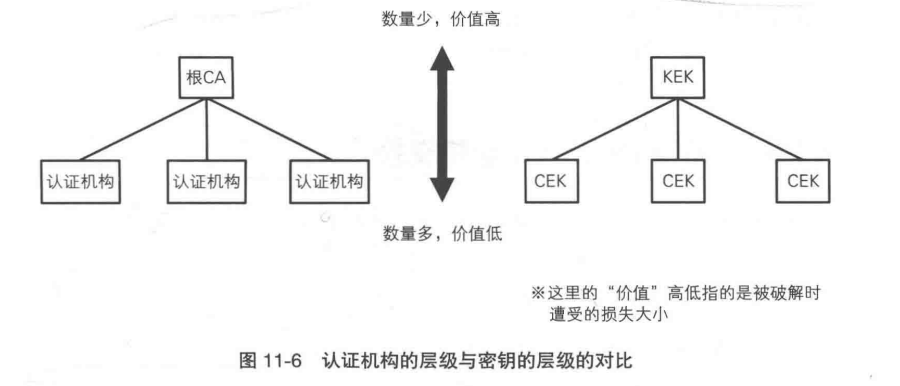 数量少，价值高
根CA
KEK
认证机构 认证机构 认证机构
CEK CEK CEK
数量多，价值低
※这里的“价值”高低指的是被破解时
遭受的损失大小
图 11-6 认证机构的层级与密钥的层级的对比